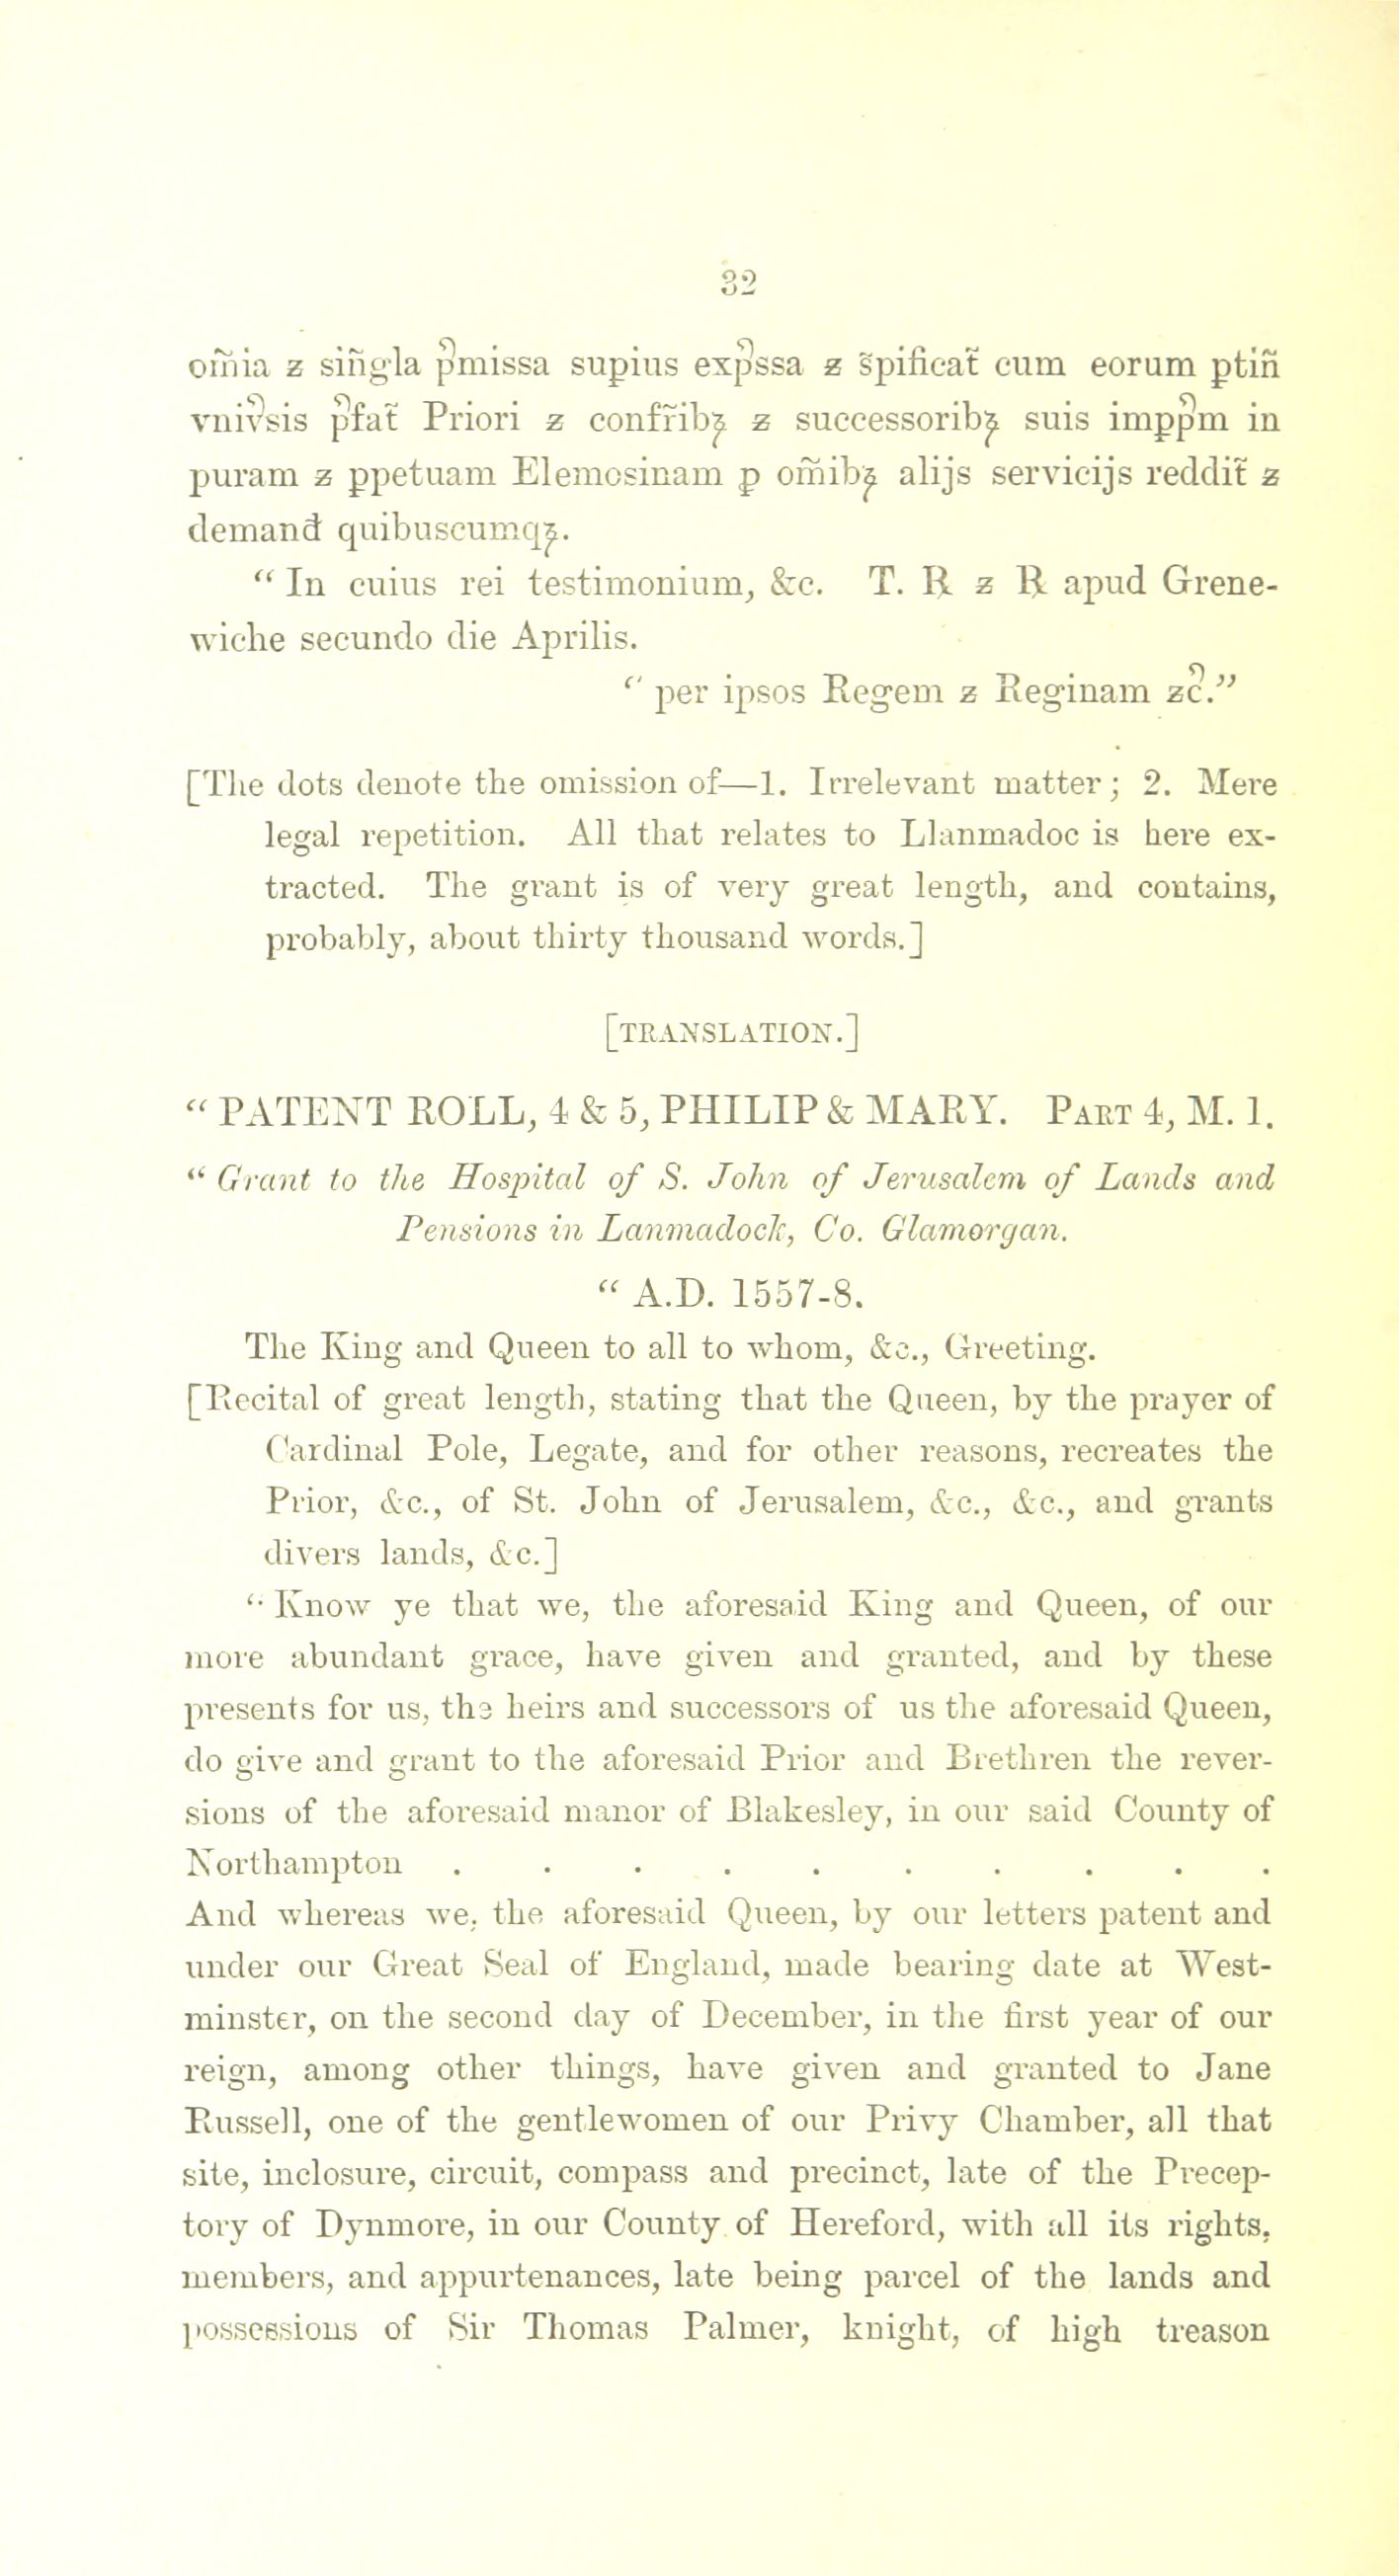 32
om̃ia ⁊ sing̃la p̉missa supius exp̉ssa ⁊ s̃pificat̃ cum eorum ptiñ
vniv̉sis p̉fat̃ Priori ⁊ confr̃ibꝫ ⁊ successoribꝫ suis impp̉m in
puram ⁊ ppetuam Elemosinam ꝑ om̃ibꝫ alijs servicijs reddit̃ ⁊
demand̃ quibuscumqꝫ.
“In cuius rei testimonium, &c. T. ℞ ⁊ ℞ apud Grene-
wiche secundo die Aprilis.
“per ipsos Regem ⁊ Reginam ⁊c̉.”
[The dots denote the omission of—1. Irrelevant matter; 2. Mere
legal repetition. All that relates to Llanmadoc is here ex-
tracted. The grant is of very great length, and contains,
probably, about thirty thousand words.]
[TRANSLATION.]
“PATENT ROLL, 4 & 5, PHILIP & MARY. PART 4, M. 1.
“Grant to the Hospital of S. John of Jerusalem of Lands and
Pensions in Lanmadock, Co. Glamorgan.
“A.D. 1557-8.
The King and Queen to all to whom, &c., Greeting.
[Recital of great length, stating that the Queen, by the prayer of
Cardinal Pole, Legate, and for other reasons, recreates the
Prior, &c., of St. John of Jerusalem, &c., &c., and grants
divers lands, &c.]
“Know ye that we, the aforesaid King and Queen, of our
more abundant grace, have given and granted, and by these
presents for us, the heirs and successors of us the aforesaid Queen,
do give and grant to the aforesaid Prior and Brethren the rever-
sions of the aforesaid manor of Blakesley, in our said County of
Northampton . . . . . . . . . .
And whereas we, the aforesaid Queen, by our letters patent and
under our Great Seal of England, made bearing date at West-
minster, on the second day of December, in the first year of our
reign, among other things, have given and granted to Jane
Russell, one of the gentlewomen of our Privy Chamber, all that
site, inclosure, circuit, compass and precinct, late of the Precep-
tory of Dynmore, in our County of Hereford, with all its rights,
members, and appurtenances, late being parcel of the lands and
possessions of Sir Thomas Palmer, knight, of high treason